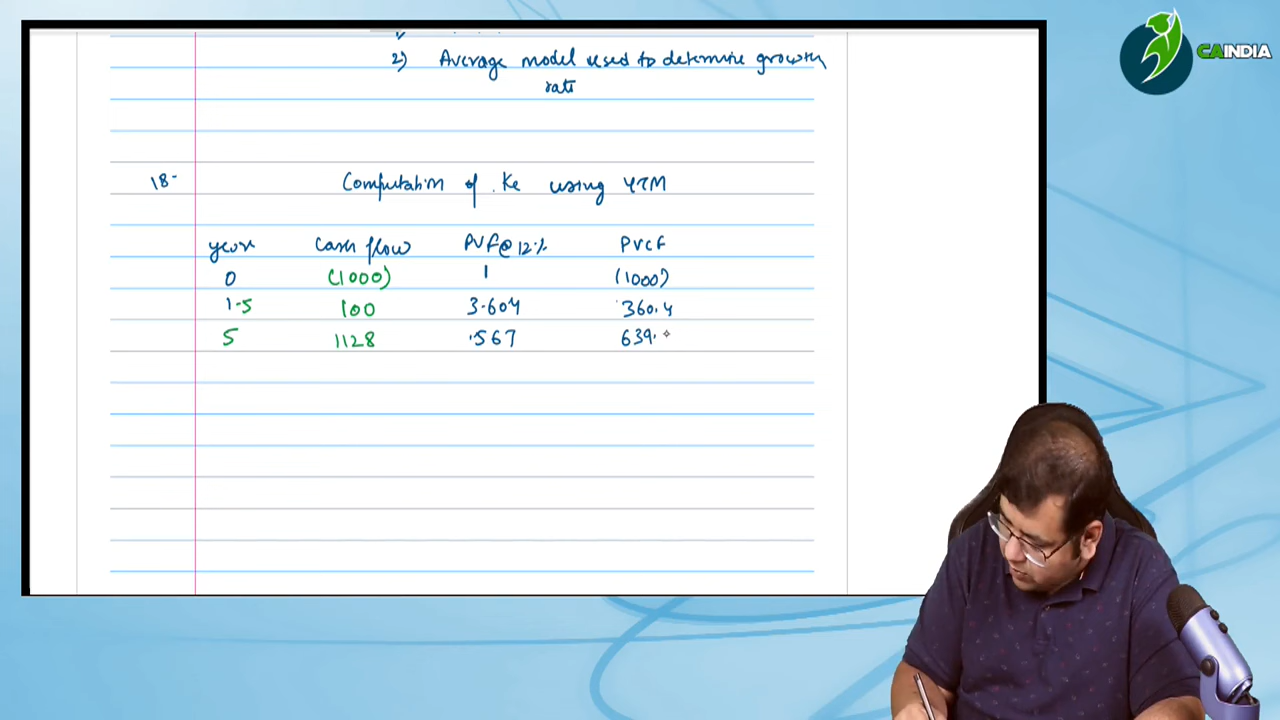 CAINDIA
2) Average model used to determine growth
rate
18- Computation of Ke using YTM
year Cash flow PVF@12% PVCF
0 (1000) 1 (1000)
1-5 100 3.604 360.4
5 1128 .567 639.